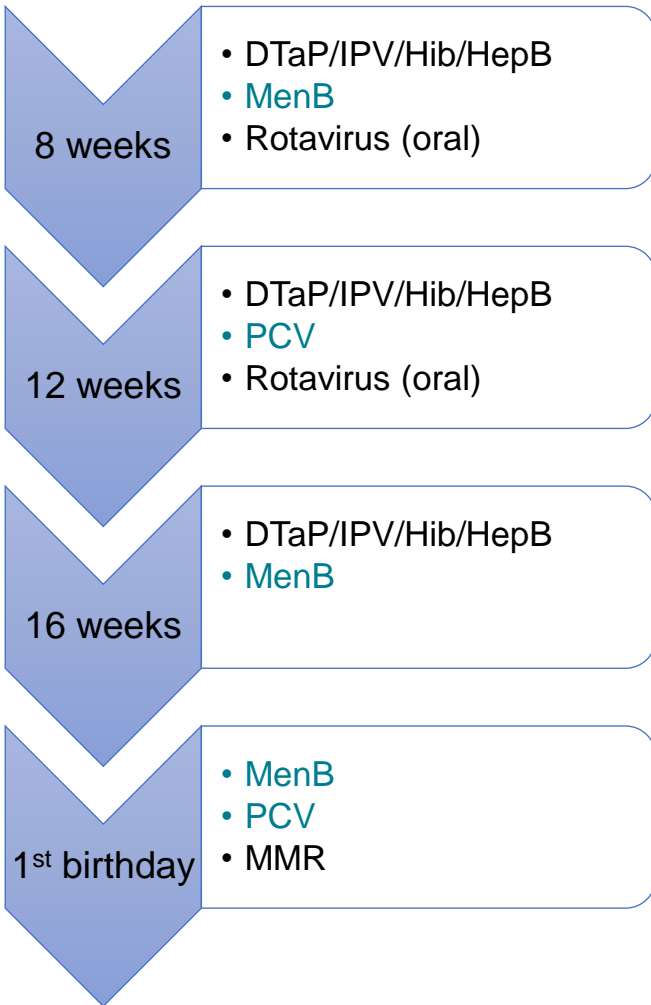 8 weeks
• DTaP/IPV/Hib/HepB
• MenB
• Rotavirus (oral)
12 weeks
• DTaP/IPV/Hib/HepB
• PCV
• Rotavirus (oral)
16 weeks
• DTaP/IPV/Hib/HepB
• MenB
1st birthday
• MenB
• PCV
• MMR